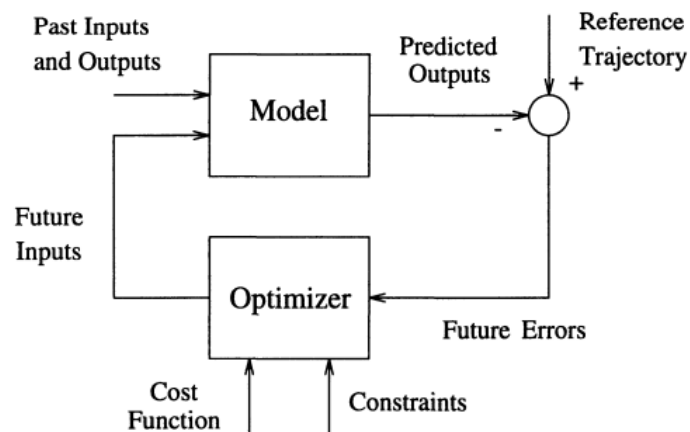 Past Inputs
and Outputs
Model
Predicted
Outputs
Reference
Trajectory
+
-
Future
Inputs
Optimizer
Future Errors
Cost
Function
Constraints